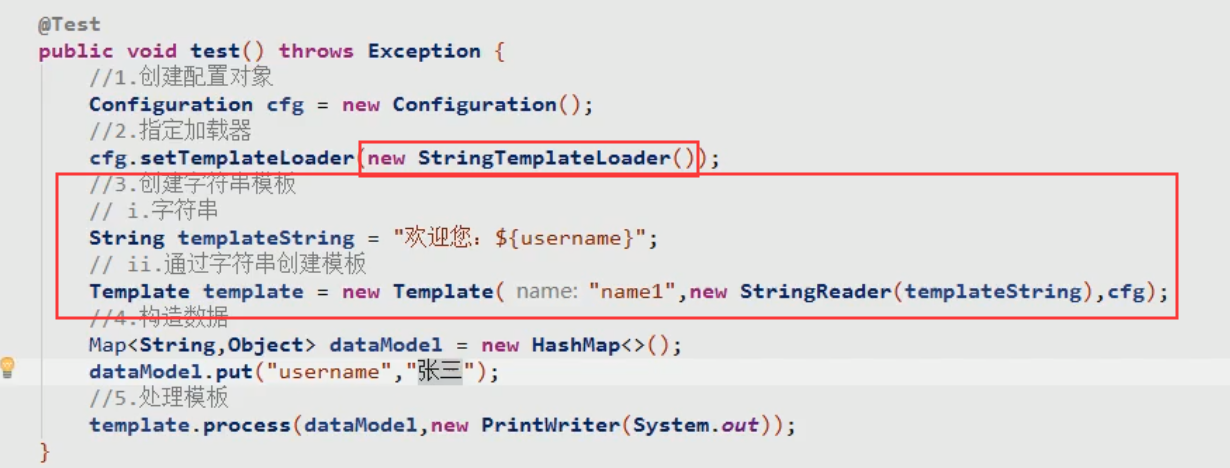 @Test
public void test() throws Exception {
//1.创建配置对象
Configuration cfg = new Configuration();
//2.指定加载器
cfg.setTemplateLoader(new StringTemplateLoader());
//3.创建字符串模板
// i.字符串
String templateString = "欢迎您：${username}";
// ii.通过字符串创建模板
Template template = new Template( name: "name1",new StringReader(templateString),cfg);
//4.构造数据
Map<String,Object> dataModel = new HashMap<>();
dataModel.put("username","张三");
//5.处理模板
template.process(dataModel,new PrintWriter(System.out));
}